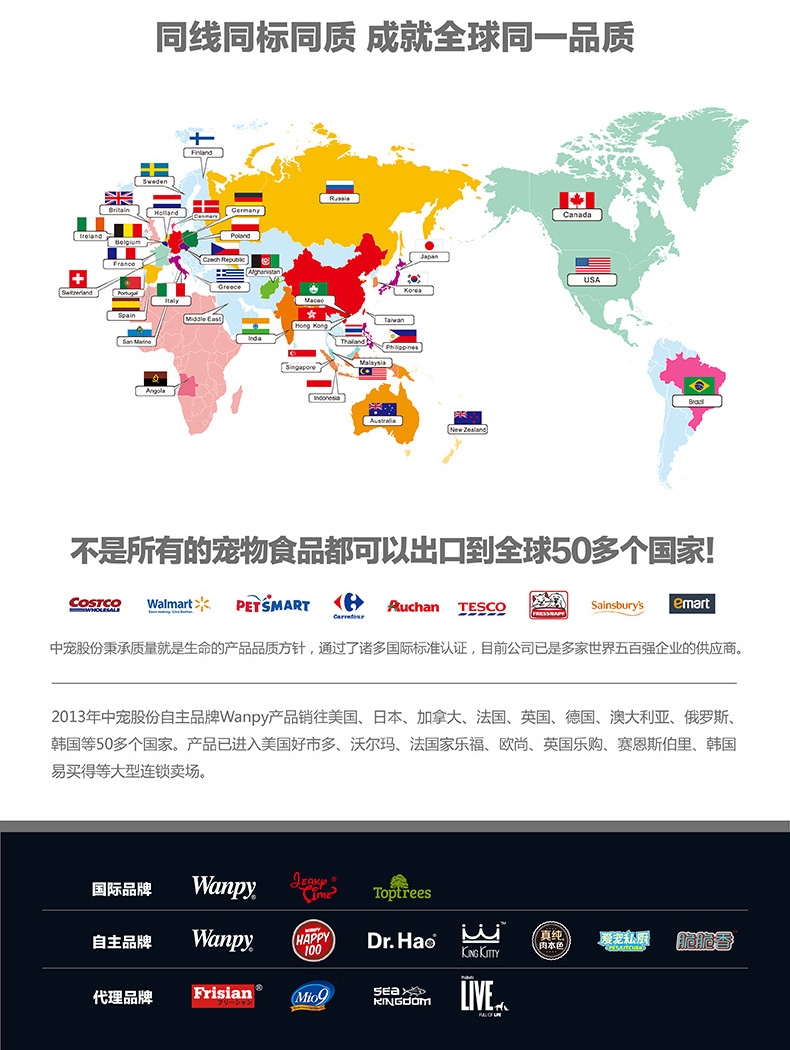 同线同标同质 成就全球同一品质
Finland
Sweden
Russia
Britain
Holland
Denmark
Germany
Canada
Ireland
Belgium
Poland
France
Czech Republic
Japan
Afghanistan
USA
Switzerland
Portugal
Italy
Greece
Macao
Korea
Spain
Middle East
Hong Kong
Taiwan
San Marino
India
Thailand
Philippines
Singapore
Malaysia
Angola
Indonesia
Brazil
Australia
New Zealand
不是所有的宠物食品都可以出口到全球50多个国家!
COSTCO WHOLESALE Walmart Save money. Live better. PETSMART Carrefour Auchan TESCO FRESSNAPF Sainsbury's emart
中宠股份秉承质量就是生命的产品品质方针，通过了诸多国际标准认证，目前公司已是多家世界五百强企业的供应商。
2013年中宠股份自主品牌Wanpy产品销往美国、日本、加拿大、法国、英国、德国、澳大利亚、俄罗斯、
韩国等50多个国家。产品已进入美国好市多、沃尔玛、法国家乐福、欧尚、英国乐购、赛恩斯伯里、韩国
易买得等大型连锁卖场。
国际品牌 Wanpy® Jerky Time® Toptrees
自主品牌 Wanpy® WANPY HAPPY 100 Dr.Hao® KING KITTY™ 真纯肉本色 爱宠私厨 PET KITCHEN 脆脆香
代理品牌 Frisian® フリーシャン Mio9 SEA KINGDOM LIVE FULL OF LIFE